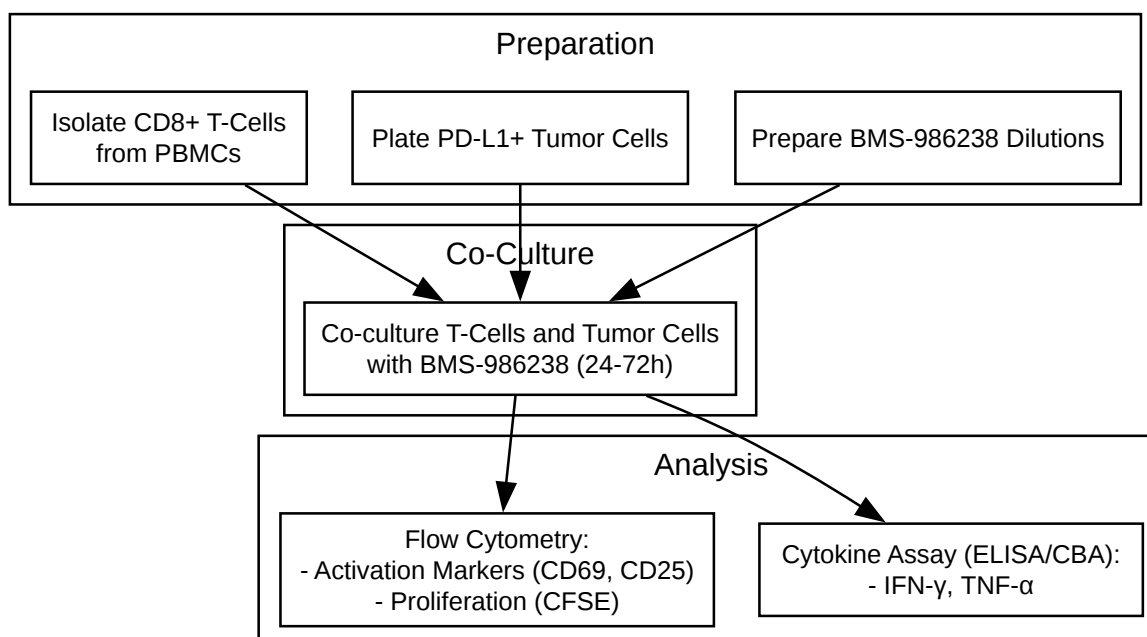 Preparation
Isolate CD8+ T-Cells
from PBMCs
Plate PD-L1+ Tumor Cells
Prepare BMS-986238 Dilutions
Co-Culture
Co-culture T-Cells and Tumor Cells
with BMS-986238 (24-72h)
Analysis
Flow Cytometry:
- Activation Markers (CD69, CD25)
- Proliferation (CFSE)
Cytokine Assay (ELISA/CBA):
- IFN-γ, TNF-α